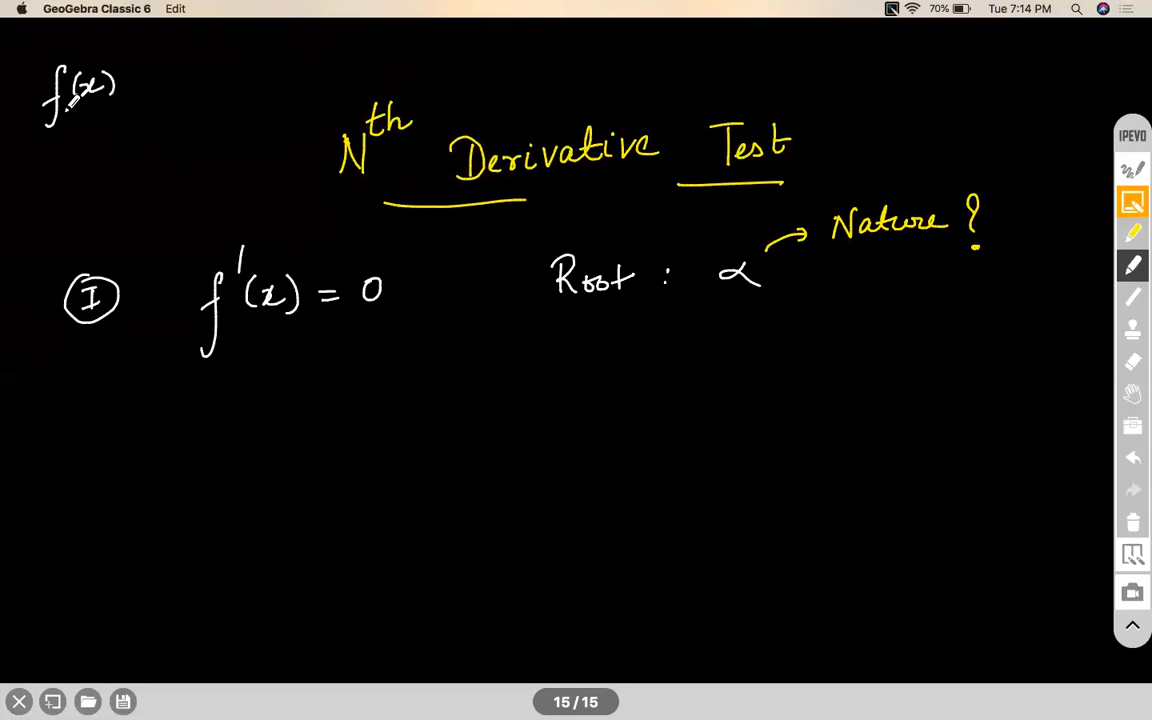 GeoGebra Classic 6 Edit 70% Tue 7:14 PM
f(x)
Nth Derivative Test
IPEVO
Nature ?
I f'(x) = 0 Root : α
15 / 15